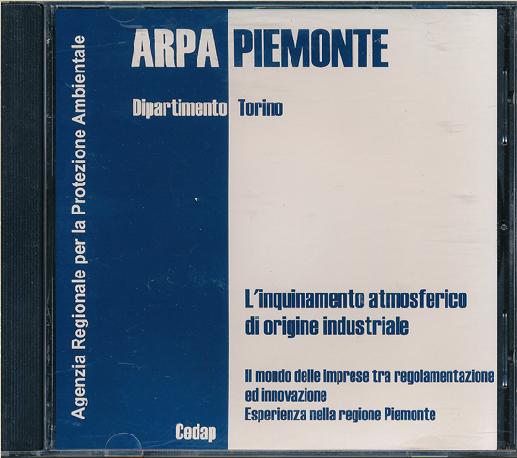 ARPA PIEMONTE
Dipartimento Torino
Agenzia Regionale per la Protezione Ambientale
L'inquinamento atmosferico
di origine industriale
Il mondo delle imprese tra regolamentazione
ed innovazione
Esperienza nella regione Piemonte
Cedap